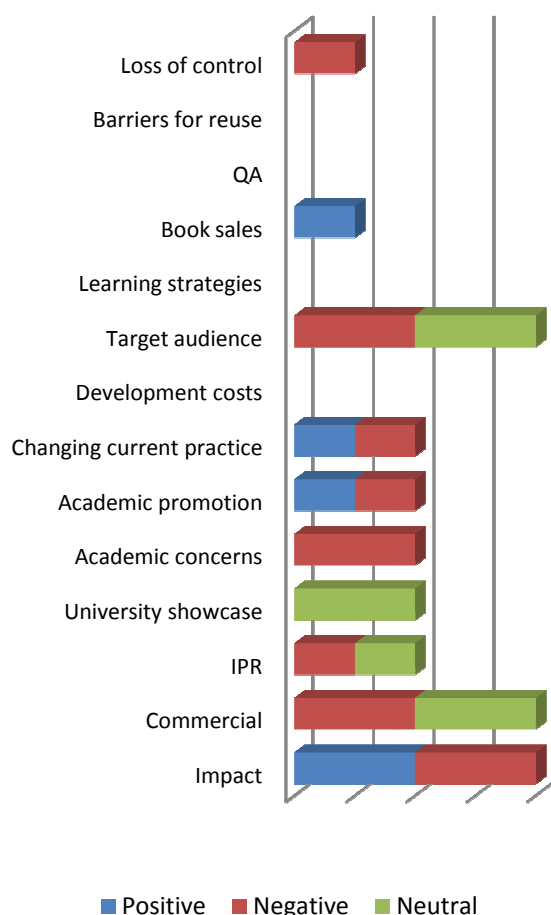 Loss of control
Barriers for reuse
QA
Book sales
Learning strategies
Target audience
Development costs
Changing current practice
Academic promotion
Academic concerns
University showcase
IPR
Commercial
Impact
Positive Negative Neutral